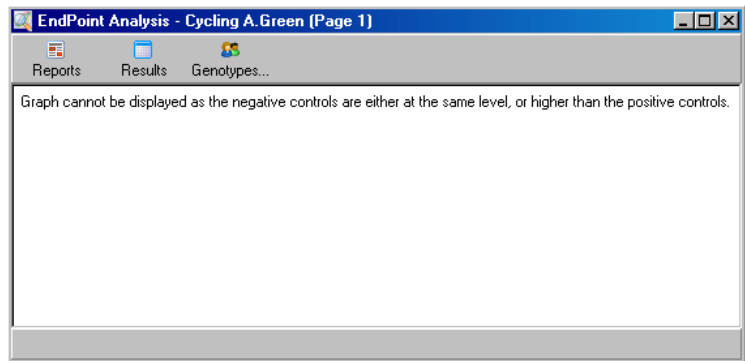 EndPoint Analysis - Cycling A.Green (Page 1)
Reports Results Genotypes...
Graph cannot be displayed as the negative controls are either at the same level, or higher than the positive controls.